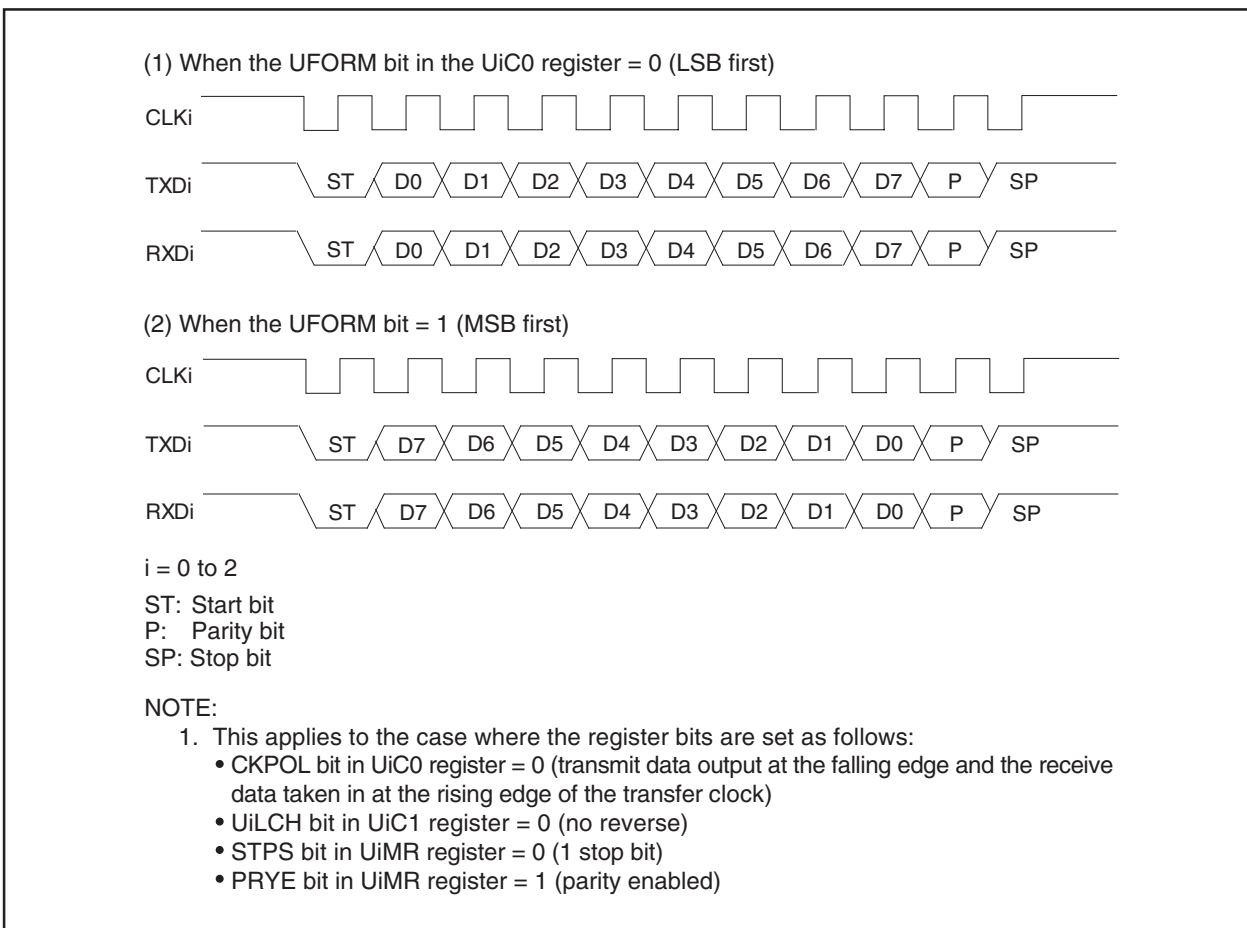 (1) When the UFORM bit in the UiC0 register = 0 (LSB first)
CLKi
TXDi ST D0 D1 D2 D3 D4 D5 D6 D7 P SP
RXDi ST D0 D1 D2 D3 D4 D5 D6 D7 P SP
(2) When the UFORM bit = 1 (MSB first)
CLKi
TXDi ST D7 D6 D5 D4 D3 D2 D1 D0 P SP
RXDi ST D7 D6 D5 D4 D3 D2 D1 D0 P SP
i = 0 to 2
ST: Start bit
P: Parity bit
SP: Stop bit
NOTE:
1. This applies to the case where the register bits are set as follows:
• CKPOL bit in UiC0 register = 0 (transmit data output at the falling edge and the receive
data taken in at the rising edge of the transfer clock)
• UiLCH bit in UiC1 register = 0 (no reverse)
• STPS bit in UiMR register = 0 (1 stop bit)
• PRYE bit in UiMR register = 1 (parity enabled)